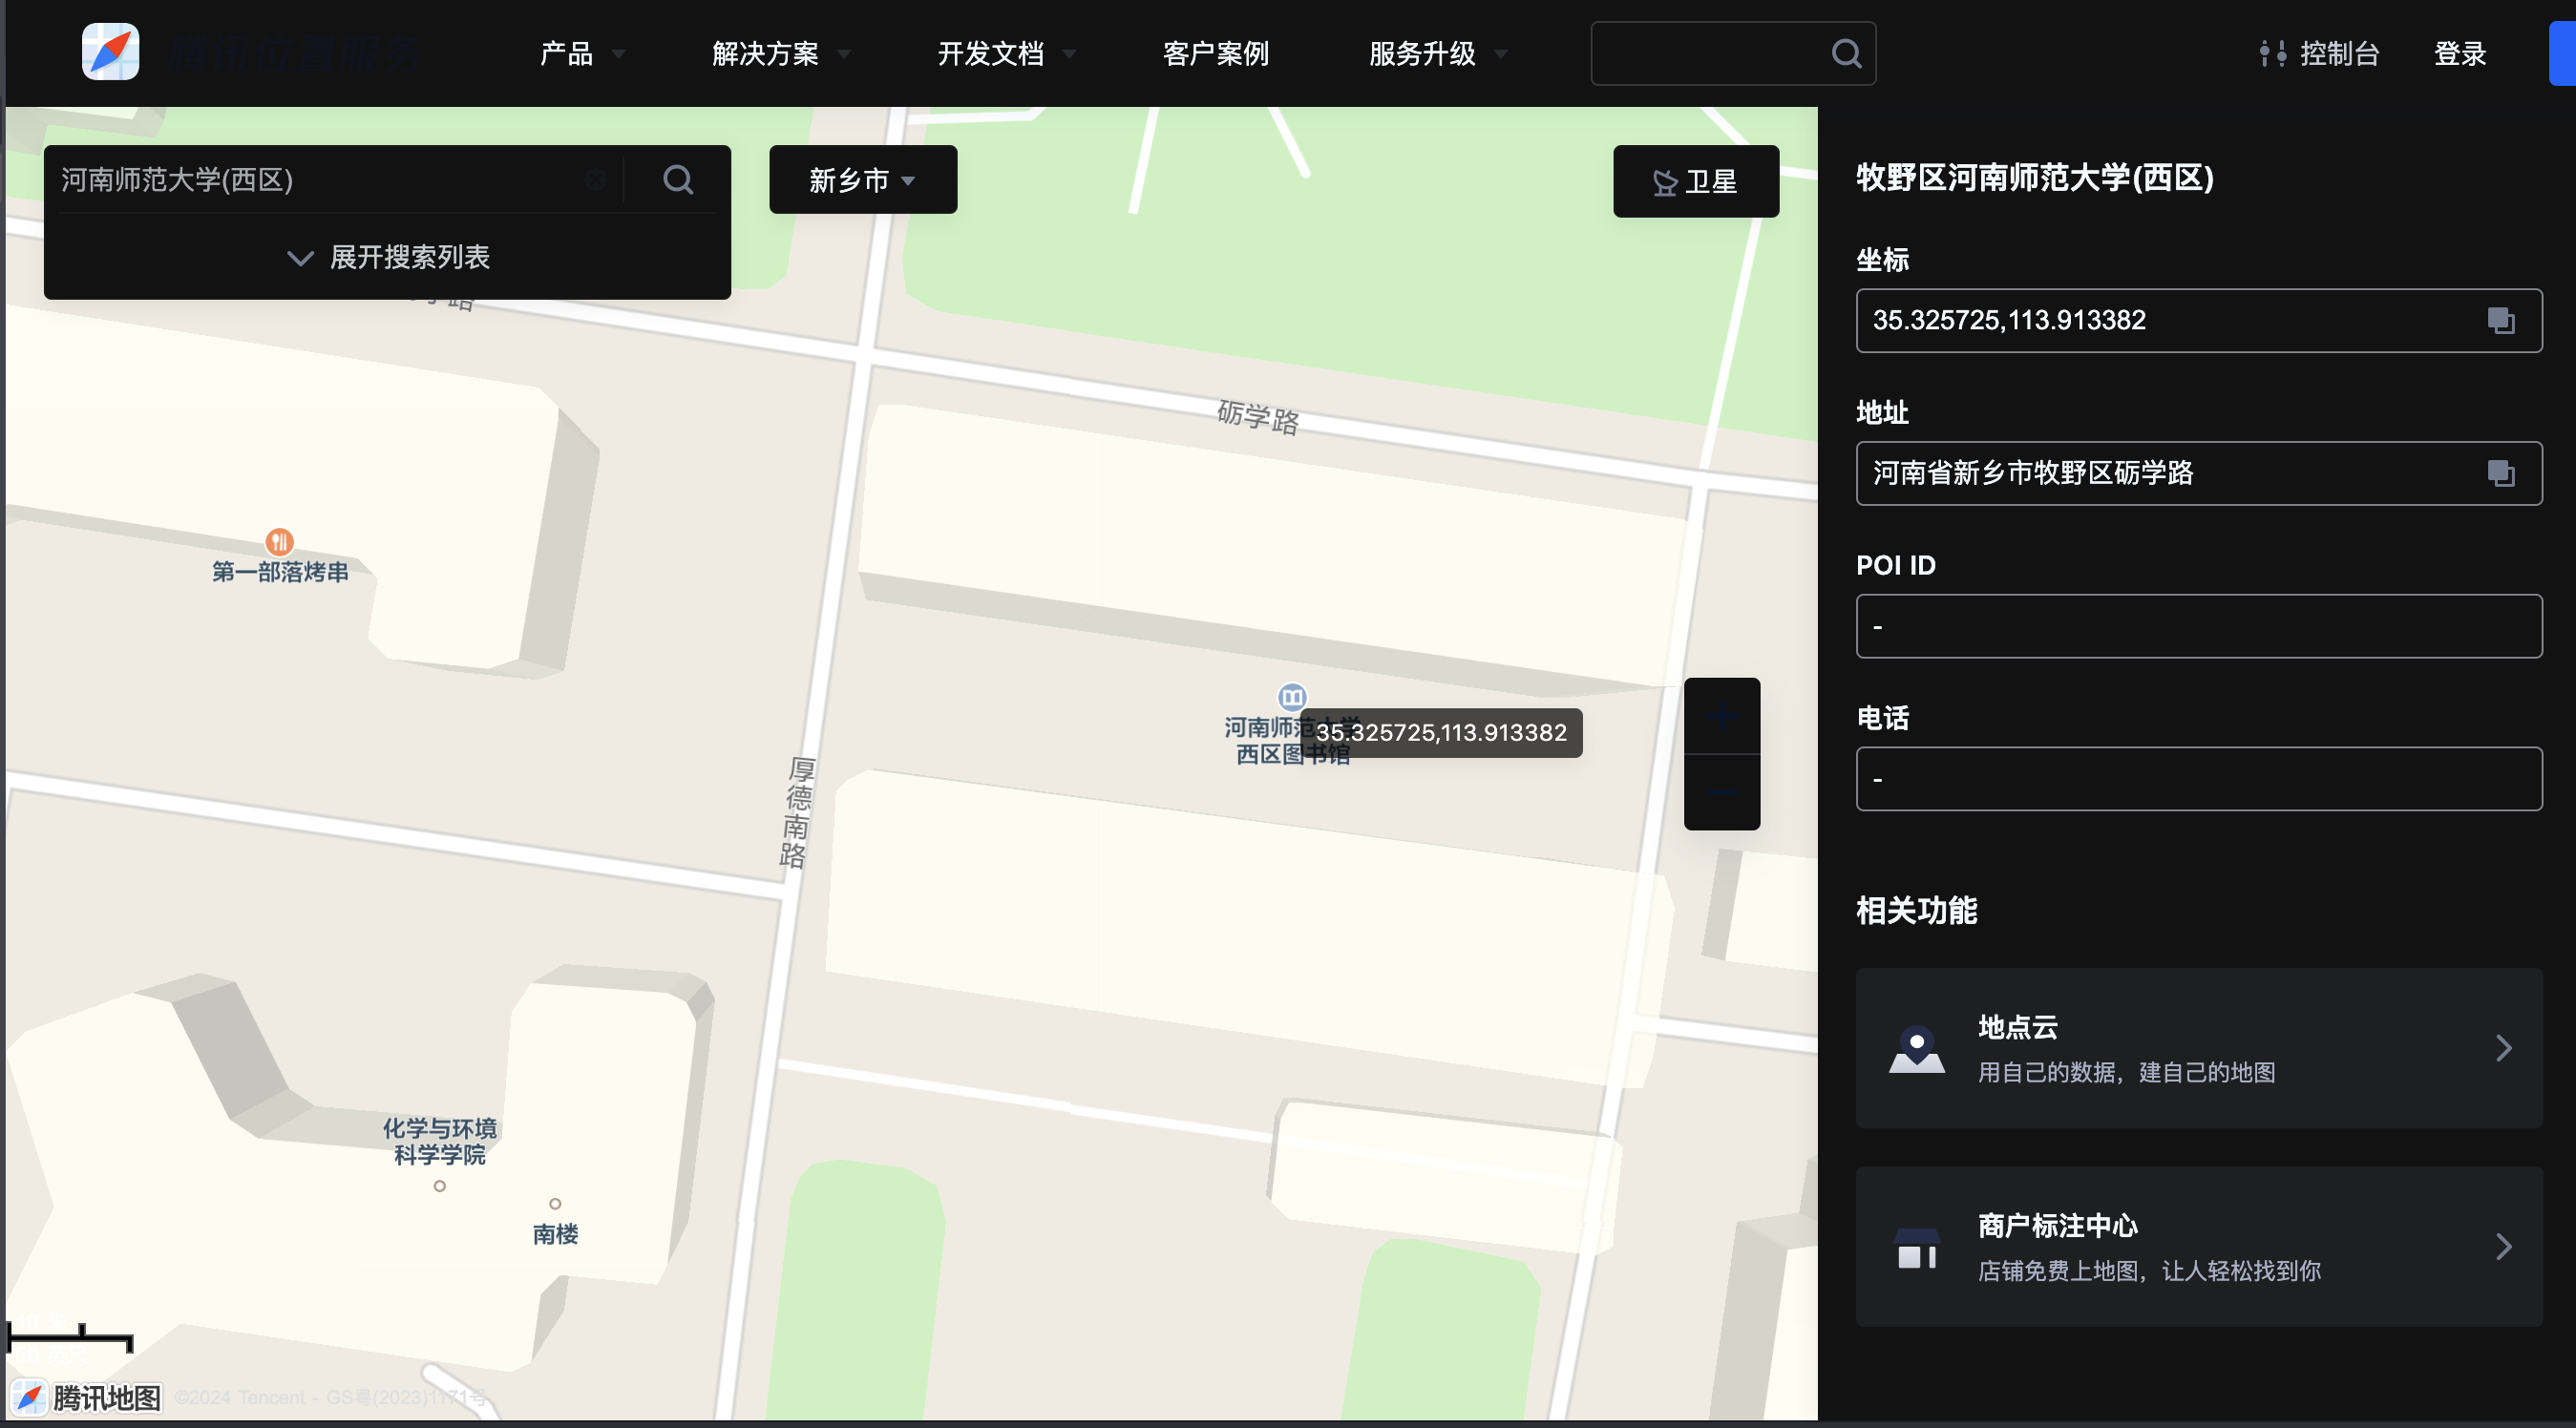 腾讯位置服务
产品
解决方案
开发文档
客户案例
服务升级
控制台
登录
河南师范大学(西区)
展开搜索列表
新乡市
卫星
砺学路
第一部落烤串
河南师范大学
西区图书馆
35.325725,113.913382
厚德南路
化学与环境
科学学院
南楼
腾讯地图
©2024 Tencent - GS粤(2023)1171号
牧野区河南师范大学(西区)
坐标
35.325725,113.913382
地址
河南省新乡市牧野区砺学路
POI ID
-
电话
-
相关功能
地点云
用自己的数据，建自己的地图
商户标注中心
店铺免费上地图，让人轻松找到你